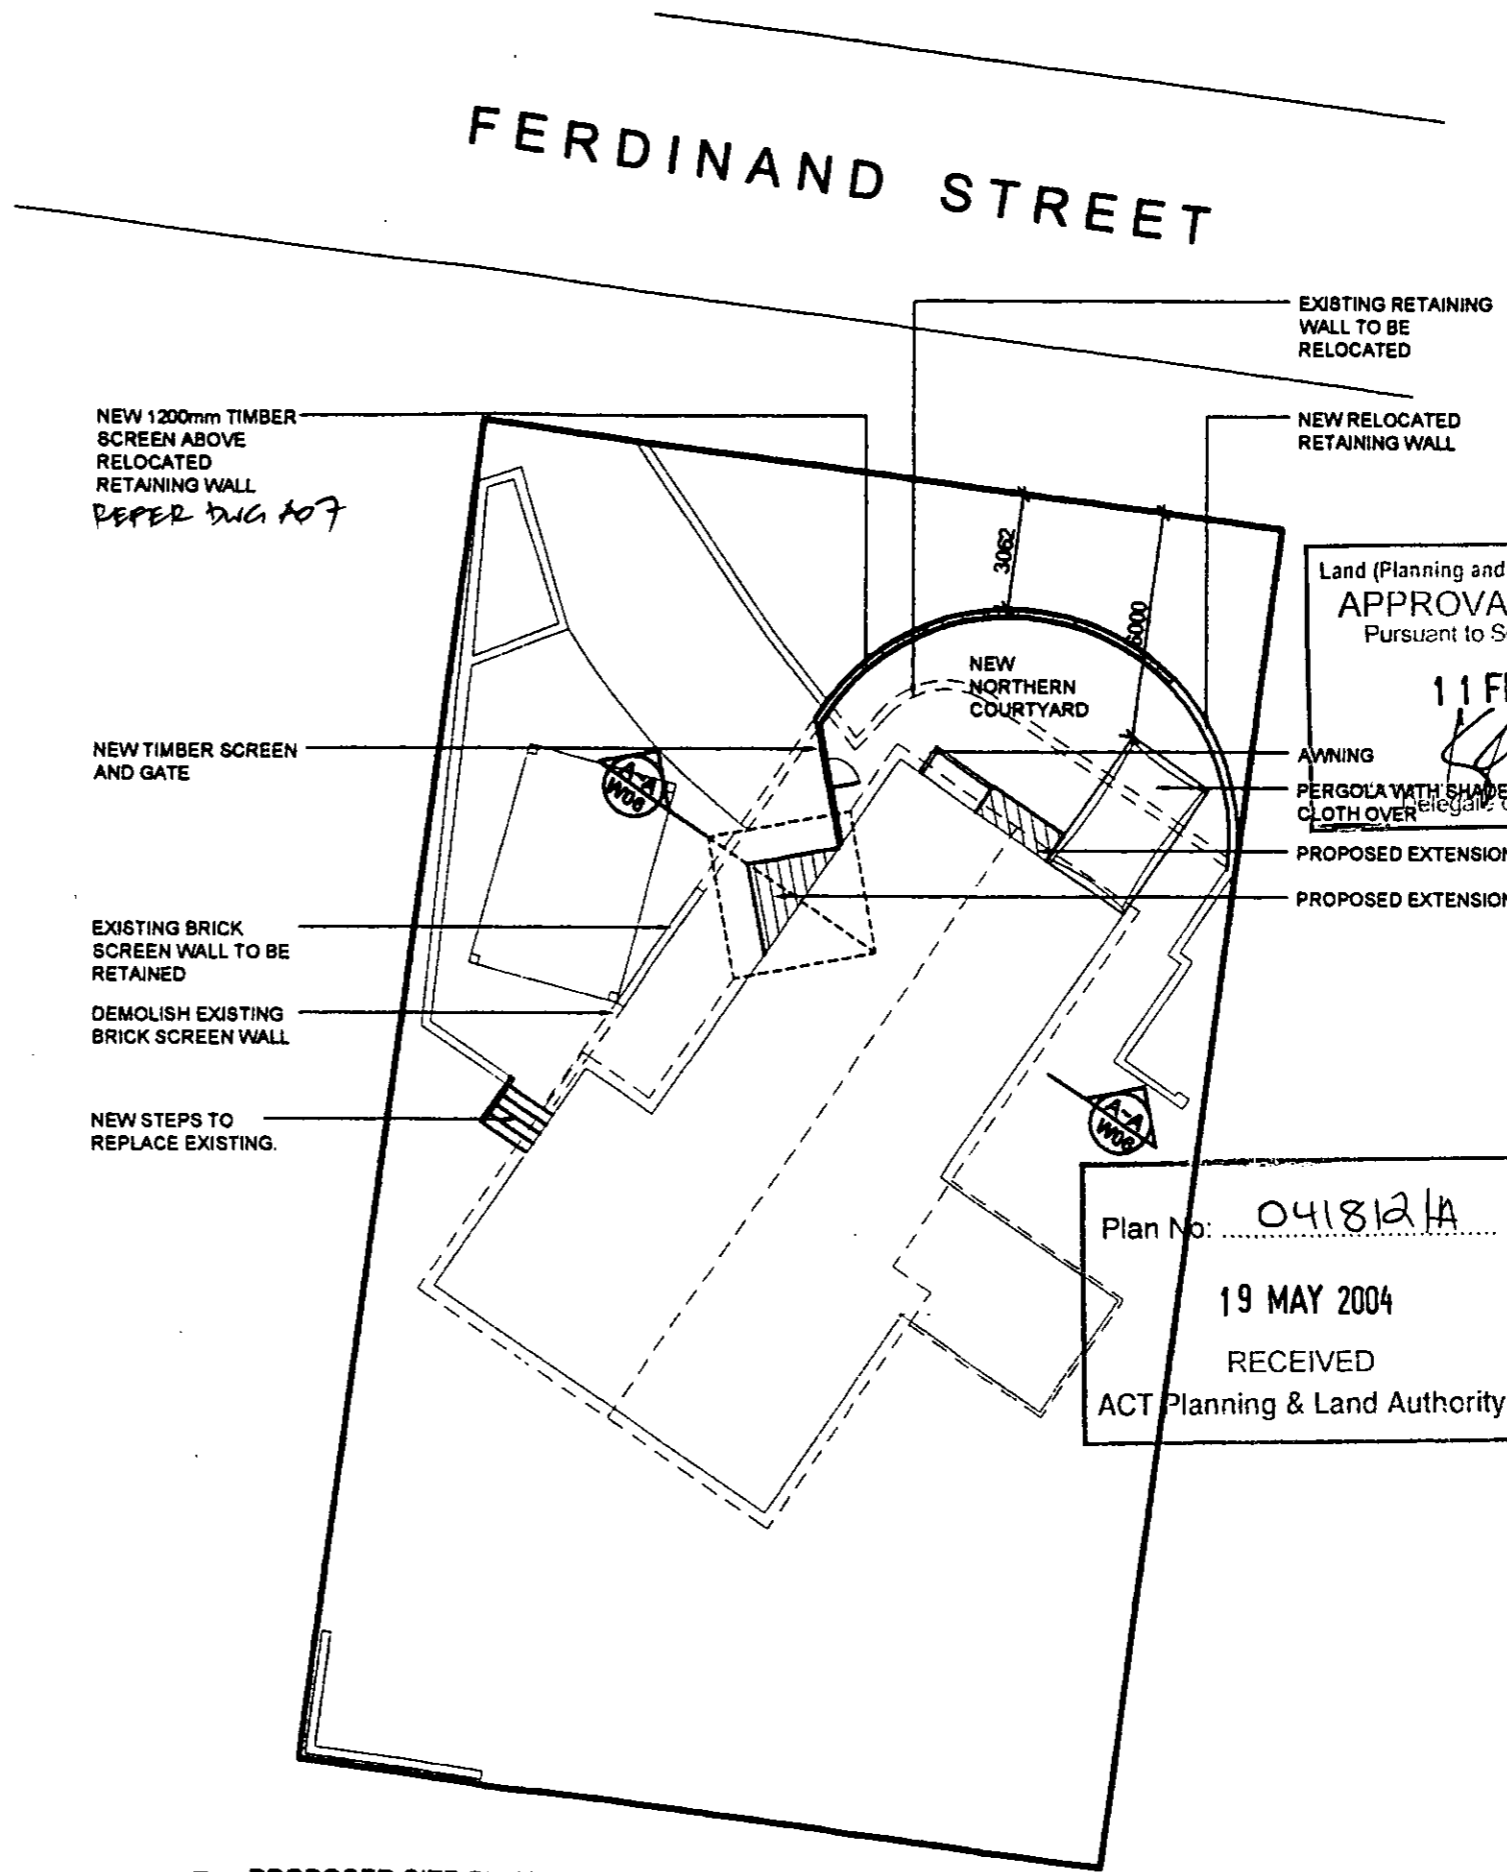 FERDINAND STREET
EXISTING RETAINING
WALL TO BE
RELOCATED
NEW 1200mm TIMBER
SCREEN ABOVE
RELOCATED
RETAINING WALL
REFER DWG A07
NEW RELOCATED
RETAINING WALL
3062
6000
Land (Planning and
APPROVA
Pursuant to S
11 F
NEW
NORTHERN
COURTYARD
NEW TIMBER SCREEN
AND GATE
A-A
W06
AWNING
PERGOLA WITH SHADE
CLOTH OVER
Delegate
PROPOSED EXTENSION
PROPOSED EXTENSION
EXISTING BRICK
SCREEN WALL TO BE
RETAINED
DEMOLISH EXISTING
BRICK SCREEN WALL
NEW STEPS TO
REPLACE EXISTING.
A-A
W06
Plan No: 041812/A
19 MAY 2004
RECEIVED
ACT Planning & Land Authority